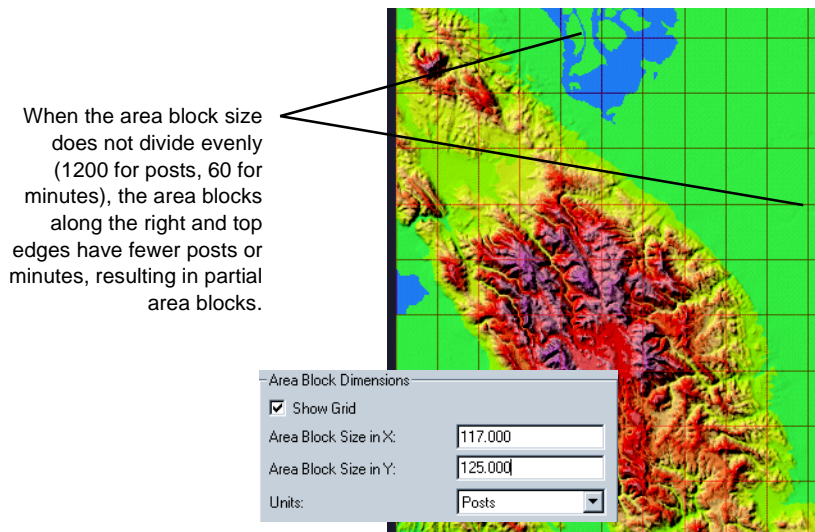 When the area block size
does not divide evenly
(1200 for posts, 60 for
minutes), the area blocks
along the right and top
edges have fewer posts or
minutes, resulting in partial
area blocks.
Area Block Dimensions
Show Grid
Area Block Size in X: 117.000
Area Block Size in Y: 125.000
Units: Posts